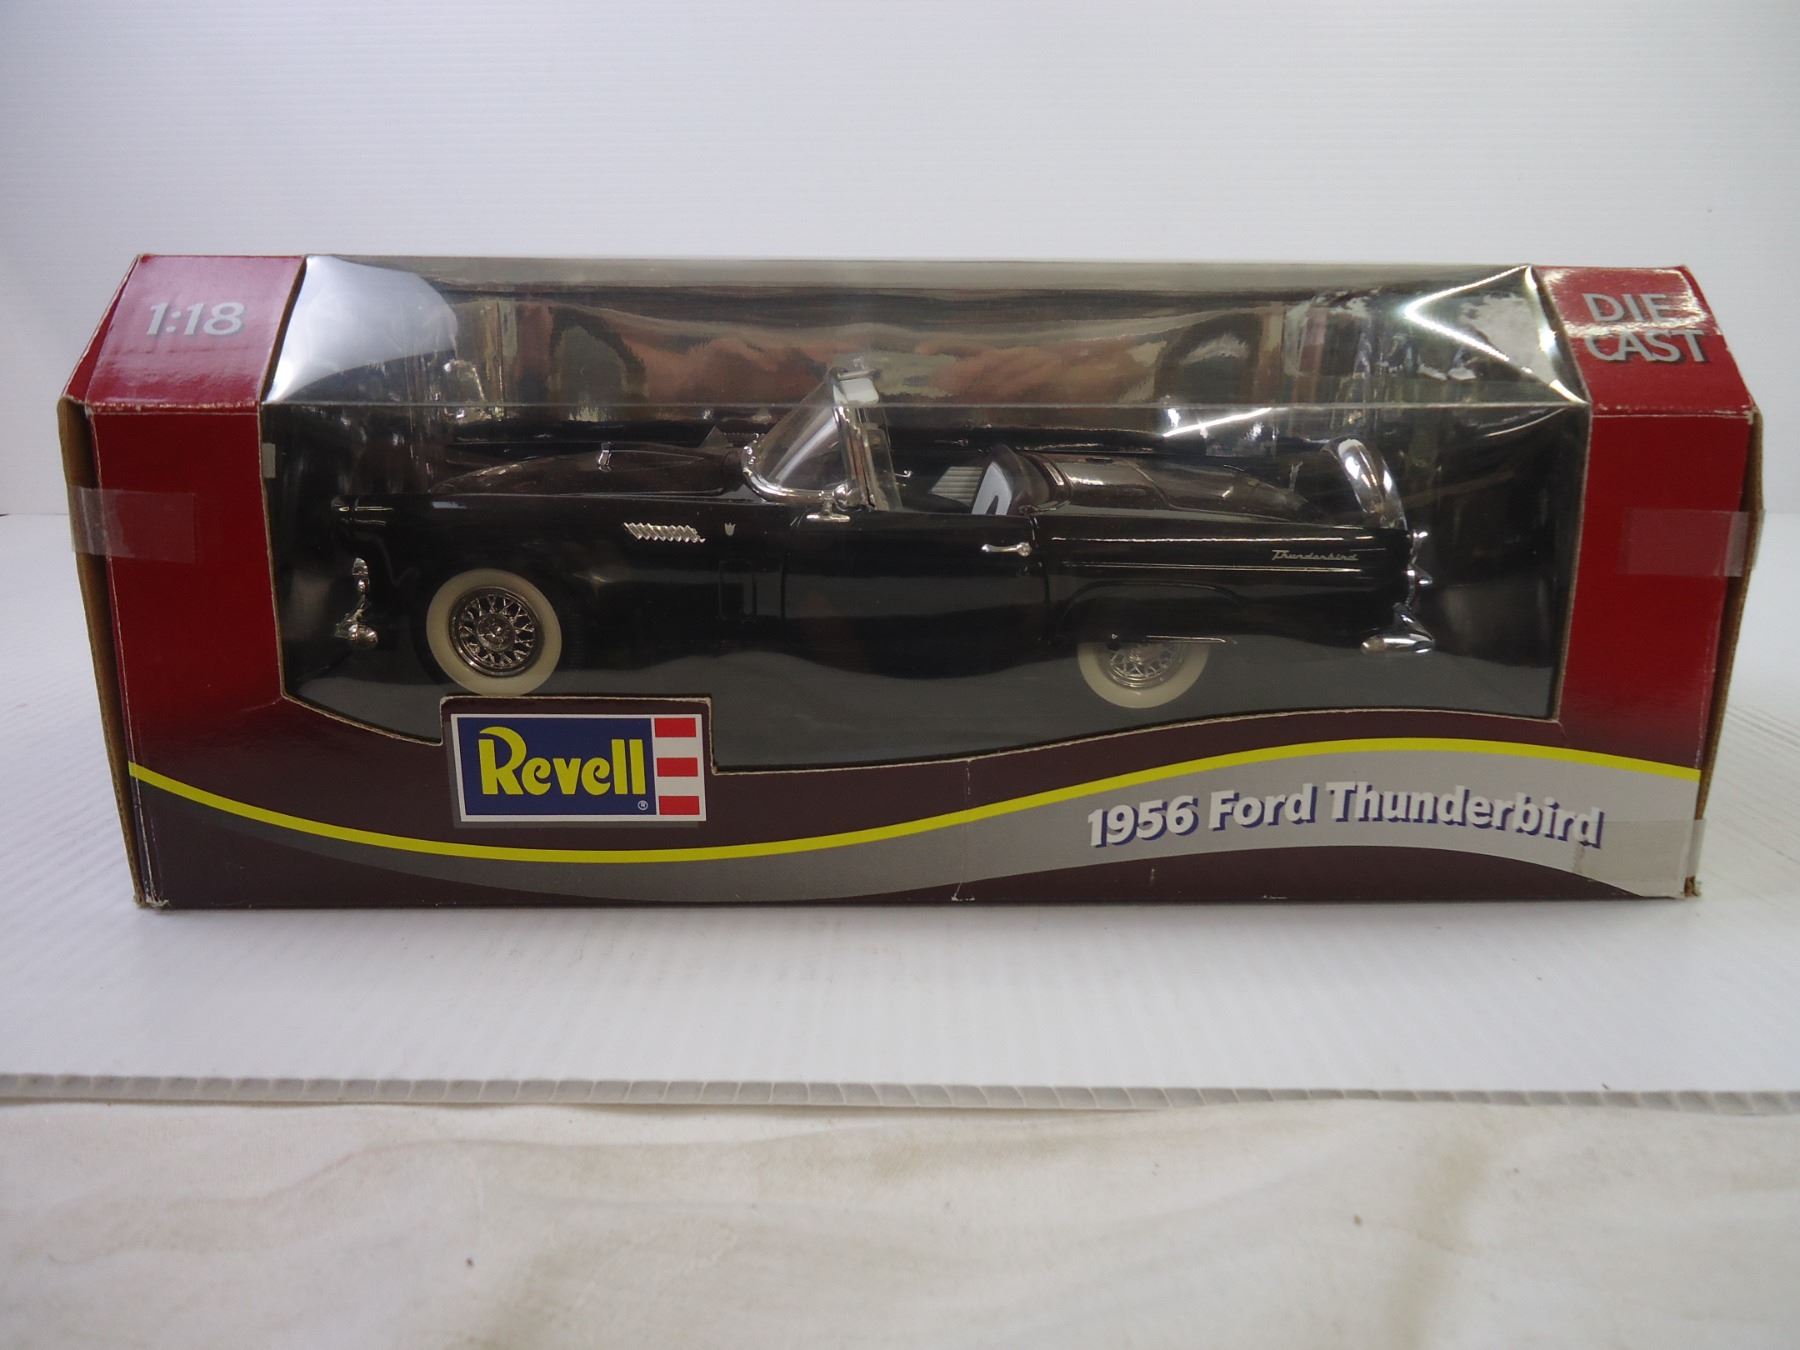 1:18
DIE
CAST
Thunderbird
Revell®
1956 Ford Thunderbird